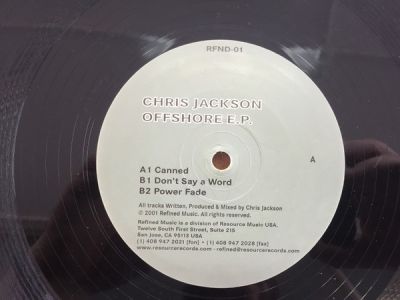 RFND-01
CHRIS JACKSON
OFFSHORE E.P.
A1 Canned
B1 Don't Say a Word
B2 Power Fade
A
All tracks Written, Produced & Mixed by Chris Jackson
© 2001 Refined Music. All rights reserved.
Refined Music is a division of Resource Music USA.
Twelve South First Street, Suite 215
San Jose, CA 95113 USA
(1) 408 947 2021 [fon] • (1) 408 947 2028 [fax]
www.resourcerecords.com - refined@resourcerecords.com